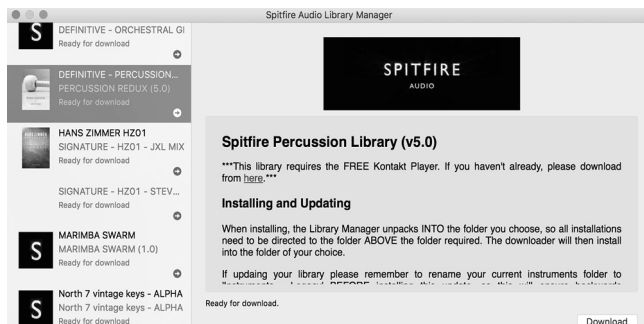 Spitfire Audio Library Manager
S
DEFINITIVE - ORCHESTRAL GI
Ready for download
DEFINITIVE - PERCUSSION...
PERCUSSION REDUX (5.0)
Ready for download
HANS ZIMMER HZ01
SIGNATURE - HZ01 - JXL MIX
Ready for download
SIGNATURE - HZ01 - STEV...
Ready for download
S
MARIMBA SWARM
MARIMBA SWARM (1.0)
Ready for download
S
North 7 vintage keys - ALPHA
North 7 vintage keys - ALPHA
Ready for download
SPITFIRE
AUDIO
Spitfire Percussion Library (v5.0)
***This library requires the FREE Kontakt Player. If you haven't already, please download
from here.***
Installing and Updating
When installing, the Library Manager unpacks INTO the folder you choose, so all installations
need to be directed to the folder ABOVE the folder required. The downloader will then install
into the folder of your choice.
If updaing your library please remember to rename your current instruments folder to
Ready for download.
Download